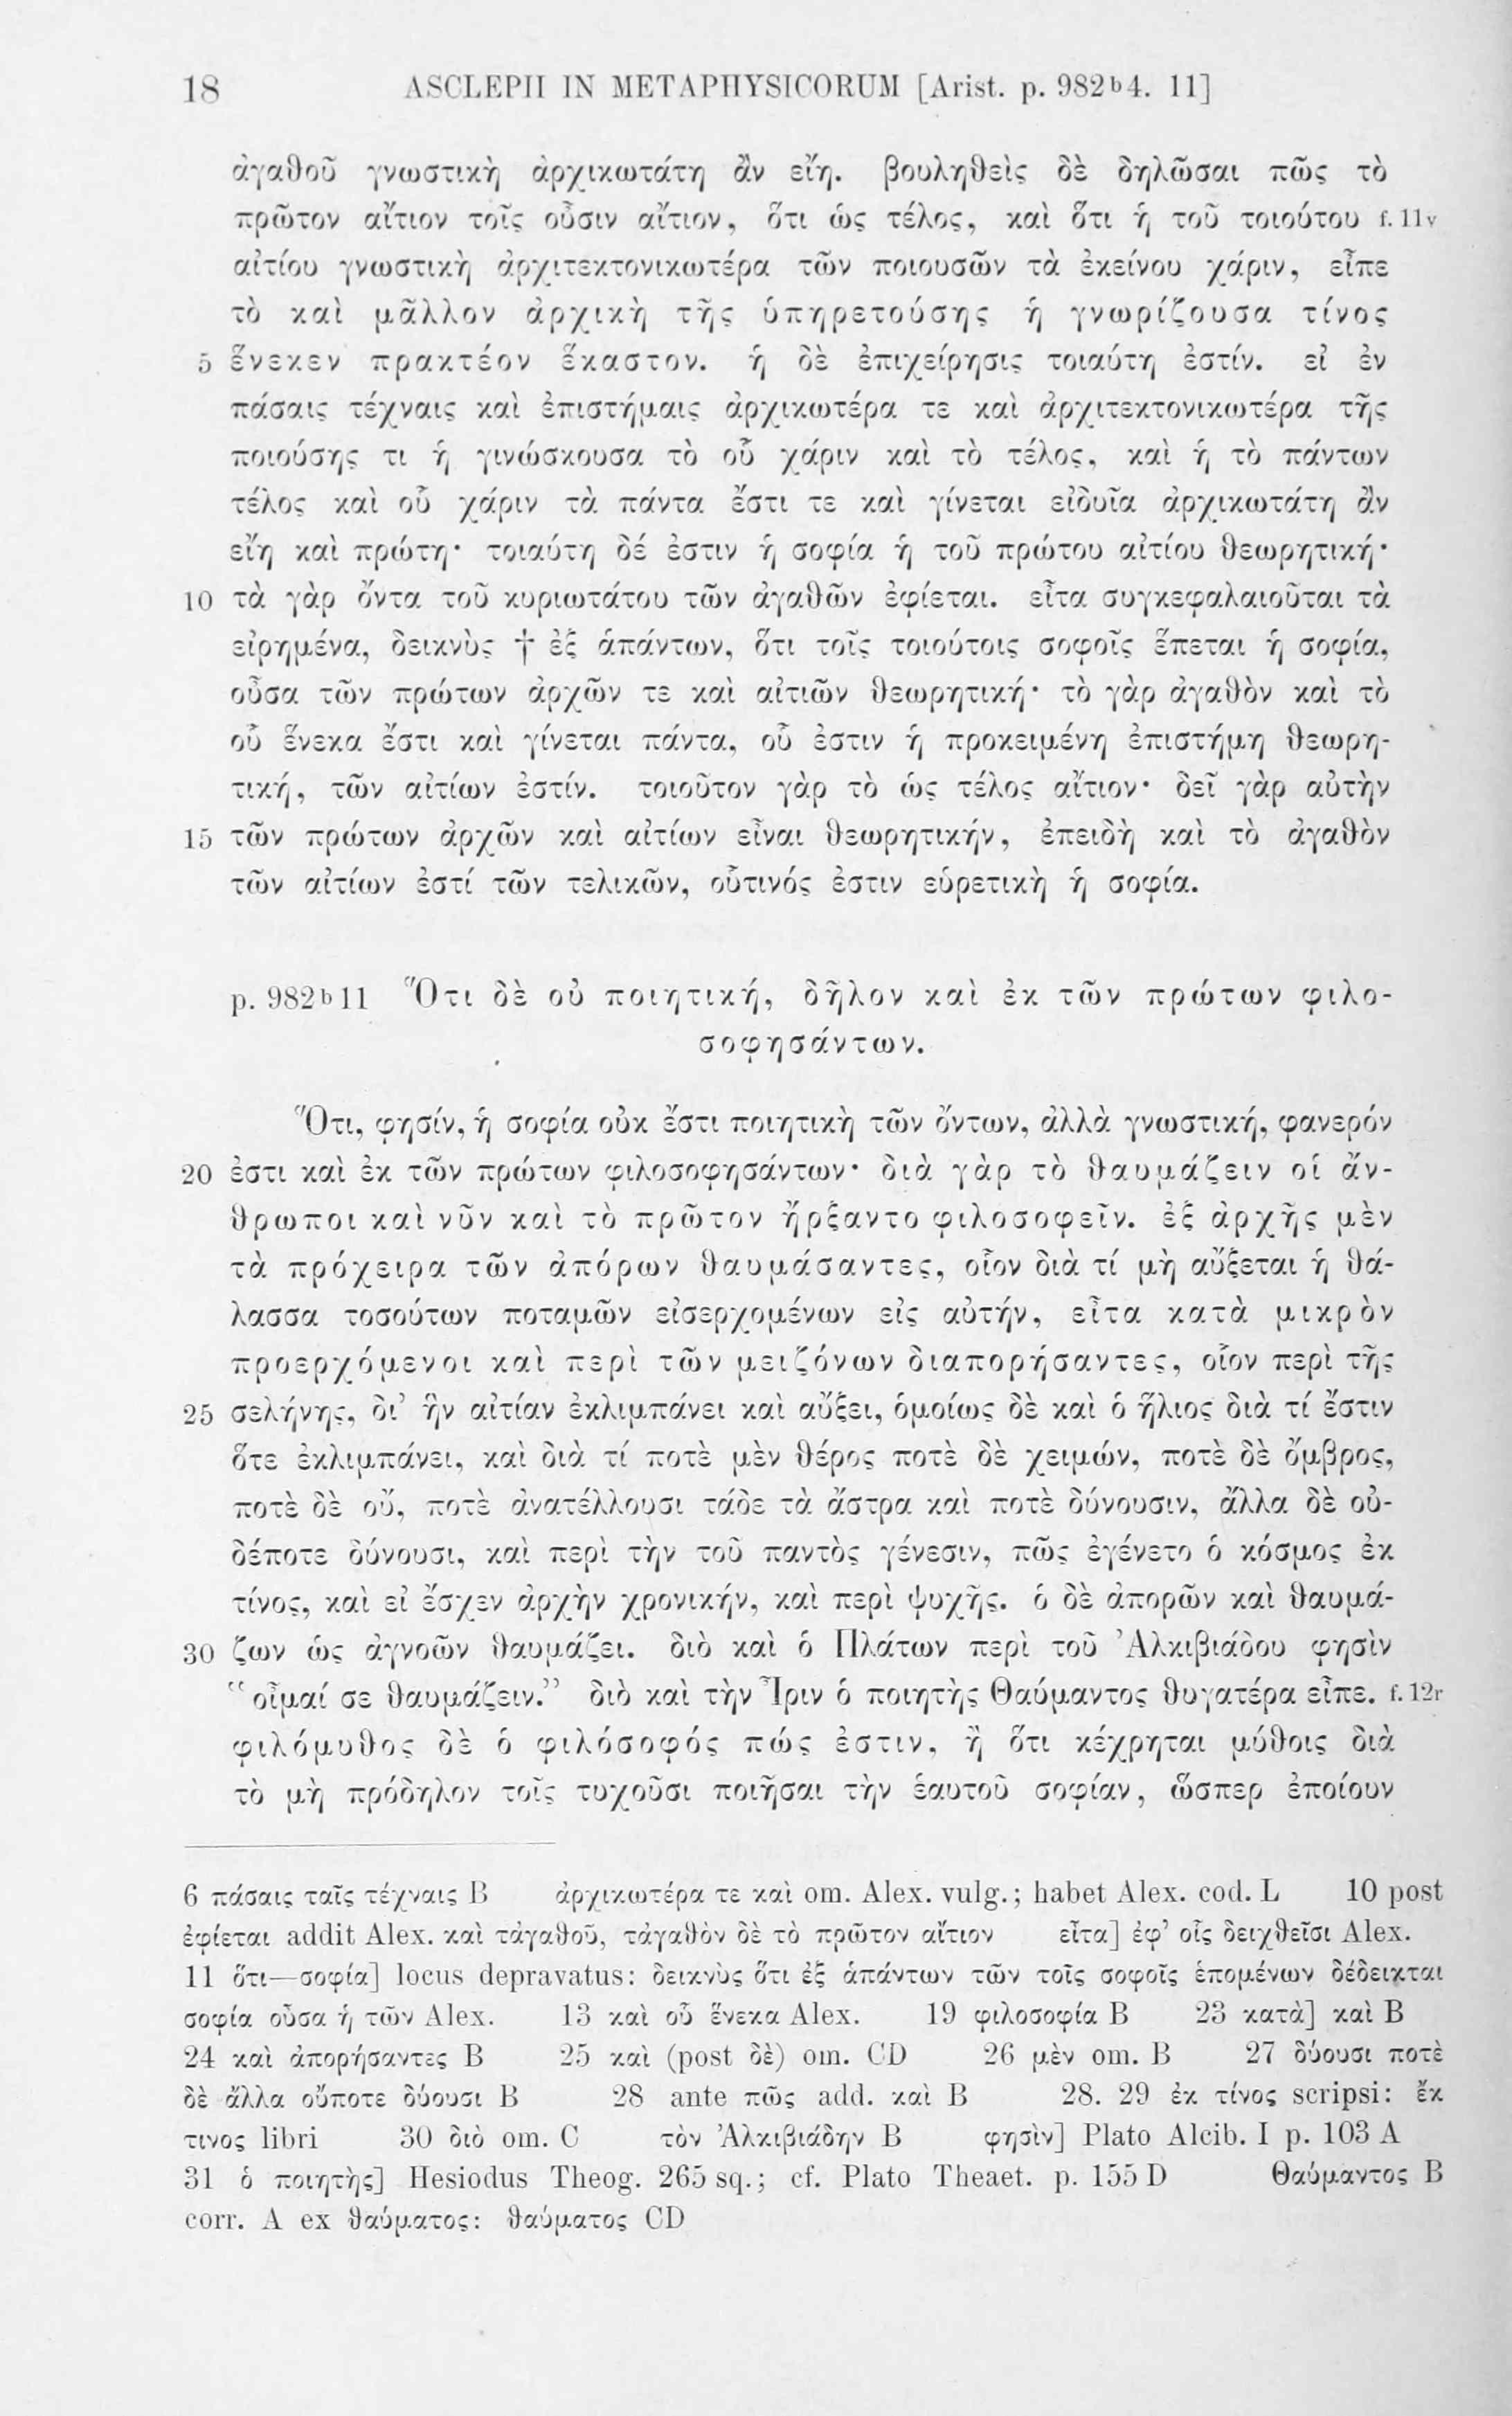 18 ASCLEPII IN METAPHYSICORUM [Arist. p. 982b4. 11]
ἀγαθοῦ γνωστικὴ ἀρχικωτάτη ἂν εἴη. βουληθεὶς δὲ δηλῶσαι πῶς τὸ
πρῶτον αἴτιον τοῖς οὖσιν αἴτιον, ὅτι ὡς τέλος, καὶ ὅτι ἡ τοῦ τοιούτου f. 11v
αἰτίου γνωστικὴ ἀρχιτεκτονικωτέρα τῶν ποιουσῶν τὰ ἐκείνου χάριν, εἶπε
τὸ καὶ μᾶλλον ἀρχικὴ τῆς ὑπηρετούσης ἡ γνωρίζουσα τίνος
5 ἕνεκεν πρακτέον ἕκαστον. ἡ δὲ ἐπιχείρησις τοιαύτη ἐστίν. εἰ ἐν
πάσαις τέχναις καὶ ἐπιστήμαις ἀρχικωτέρα τε καὶ ἀρχιτεκτονικωτέρα τῆς
ποιούσης τι ἡ γινώσκουσα τὸ οὗ χάριν καὶ τὸ τέλος, καὶ ἡ τὸ πάντων
τέλος καὶ οὗ χάριν τὰ πάντα ἔστι τε καὶ γίνεται εἰδυῖα ἀρχικωτάτη ἂν
εἴη καὶ πρώτη· τοιαύτη δέ ἐστιν ἡ σοφία ἡ τοῦ πρώτου αἰτίου θεωρητική·
10 τὰ γὰρ ὄντα τοῦ κυριωτάτου τῶν ἀγαθῶν ἐφίεται. εἶτα συγκεφαλαιοῦται τὰ
εἰρημένα, δεικνὺς † ἐξ ἁπάντων, ὅτι τοῖς τοιούτοις σοφοῖς ἕπεται ἡ σοφία,
οὖσα τῶν πρώτων ἀρχῶν τε καὶ αἰτιῶν θεωρητική· τὸ γὰρ ἀγαθὸν καὶ τὸ
οὗ ἕνεκα ἔστι καὶ γίνεται πάντα, οὗ ἐστιν ἡ προκειμένη ἐπιστήμη θεωρη-
τική, τῶν αἰτίων ἐστίν. τοιοῦτον γὰρ τὸ ὡς τέλος αἴτιον· δεῖ γὰρ αὐτὴν
15 τῶν πρώτων ἀρχῶν καὶ αἰτίων εἶναι θεωρητικήν, ἐπειδὴ καὶ τὸ ἀγαθὸν
τῶν αἰτίων ἐστί τῶν τελικῶν, οὗτινός ἐστιν εὑρετικὴ ἡ σοφία.
p. 982b11 Ὅτι δὲ οὐ ποιητική, δῆλον καὶ ἐκ τῶν πρώτων φιλο-
σοφησάντων.
Ὅτι, φησίν, ἡ σοφία οὐκ ἔστι ποιητικὴ τῶν ὄντων, ἀλλὰ γνωστική, φανερόν
20 ἐστι καὶ ἐκ τῶν πρώτων φιλοσοφησάντων· διὰ γὰρ τὸ θαυμάζειν οἱ ἄν-
θρωποι καὶ νῦν καὶ τὸ πρῶτον ἤρξαντο φιλοσοφεῖν. ἐξ ἀρχῆς μὲν
τὰ πρόχειρα τῶν ἀπόρων θαυμάσαντες, οἷον διὰ τί μὴ αὔξεται ἡ θά-
λασσα τοσούτων ποταμῶν εἰσερχομένων εἰς αὐτήν, εἶτα κατὰ μικρὸν
προερχόμενοι καὶ περὶ τῶν μειζόνων διαπορήσαντες, οἷον περὶ τῆς
25 σελήνης, δι’ ἣν αἰτίαν ἐκλιμπάνει καὶ αὔξει, ὁμοίως δὲ καὶ ὁ ἥλιος διὰ τί ἔστιν
ὅτε ἐκλιμπάνει, καὶ διὰ τί ποτὲ μὲν θέρος ποτὲ δὲ χειμών, ποτὲ δὲ ὄμβρος,
ποτὲ δὲ οὔ, ποτὲ ἀνατέλλουσι τάδε τὰ ἄστρα καὶ ποτὲ δύνουσιν, ἄλλα δὲ οὐ-
δέποτε δύνουσι, καὶ περὶ τὴν τοῦ παντὸς γένεσιν, πῶς ἐγένετο ὁ κόσμος ἐκ
τίνος, καὶ εἰ ἔσχεν ἀρχὴν χρονικήν, καὶ περὶ ψυχῆς. ὁ δὲ ἀπορῶν καὶ θαυμά-
30 ζων ὡς ἀγνοῶν θαυμάζει. διὸ καὶ ὁ Πλάτων περὶ τοῦ Ἀλκιβιάδου φησὶν
“οἶμαί σε θαυμάζειν.” διὸ καὶ τὴν Ἶριν ὁ ποιητὴς Θαύμαντος θυγατέρα εἶπε. f. 12r
φιλόμυθος δὲ ὁ φιλόσοφός πώς ἐστιν, ἢ ὅτι κέχρηται μύθοις διὰ
τὸ μὴ πρόδηλον τοῖς τυχοῦσι ποιῆσαι τὴν ἑαυτοῦ σοφίαν, ὥσπερ ἐποίουν
6 πάσαις ταῖς τέχναις B ἀρχικωτέρα τε καὶ om. Alex. vulg.; habet Alex. cod. L 10 post
ἐφίεται addit Alex. καὶ τἀγαθοῦ, τἀγαθὸν δὲ τὸ πρῶτον αἴτιον εἶτα] ἐφ’ οἷς δειχθεῖσι Alex.
11 ὅτι—σοφία] locus depravatus: δεικνὺς ὅτι ἐξ ἁπάντων τῶν τοῖς σοφοῖς ἑπομένων δέδεικται
σοφία οὖσα ἡ τῶν Alex. 13 καὶ οὗ ἕνεκα Alex. 19 φιλοσοφία B 23 κατὰ] καὶ B
24 καὶ ἀπορήσαντες B 25 καὶ (post δὲ) om. CD 26 μὲν om. B 27 δύουσι ποτὲ
δὲ ἄλλα οὔποτε δύουσι B 28 ante πῶς add. καὶ B 28. 29 ἐκ τίνος scripsi: ἔκ
τινος libri 30 διὸ om. C τὸν Ἀλκιβιάδην B φησὶν] Plato Alcib. I p. 103 A
31 ὁ ποιητὴς] Hesiodus Theog. 265 sq.; cf. Plato Theaet. p. 155 D Θαύμαντος B
corr. A ex θαύματος: θαύματος CD